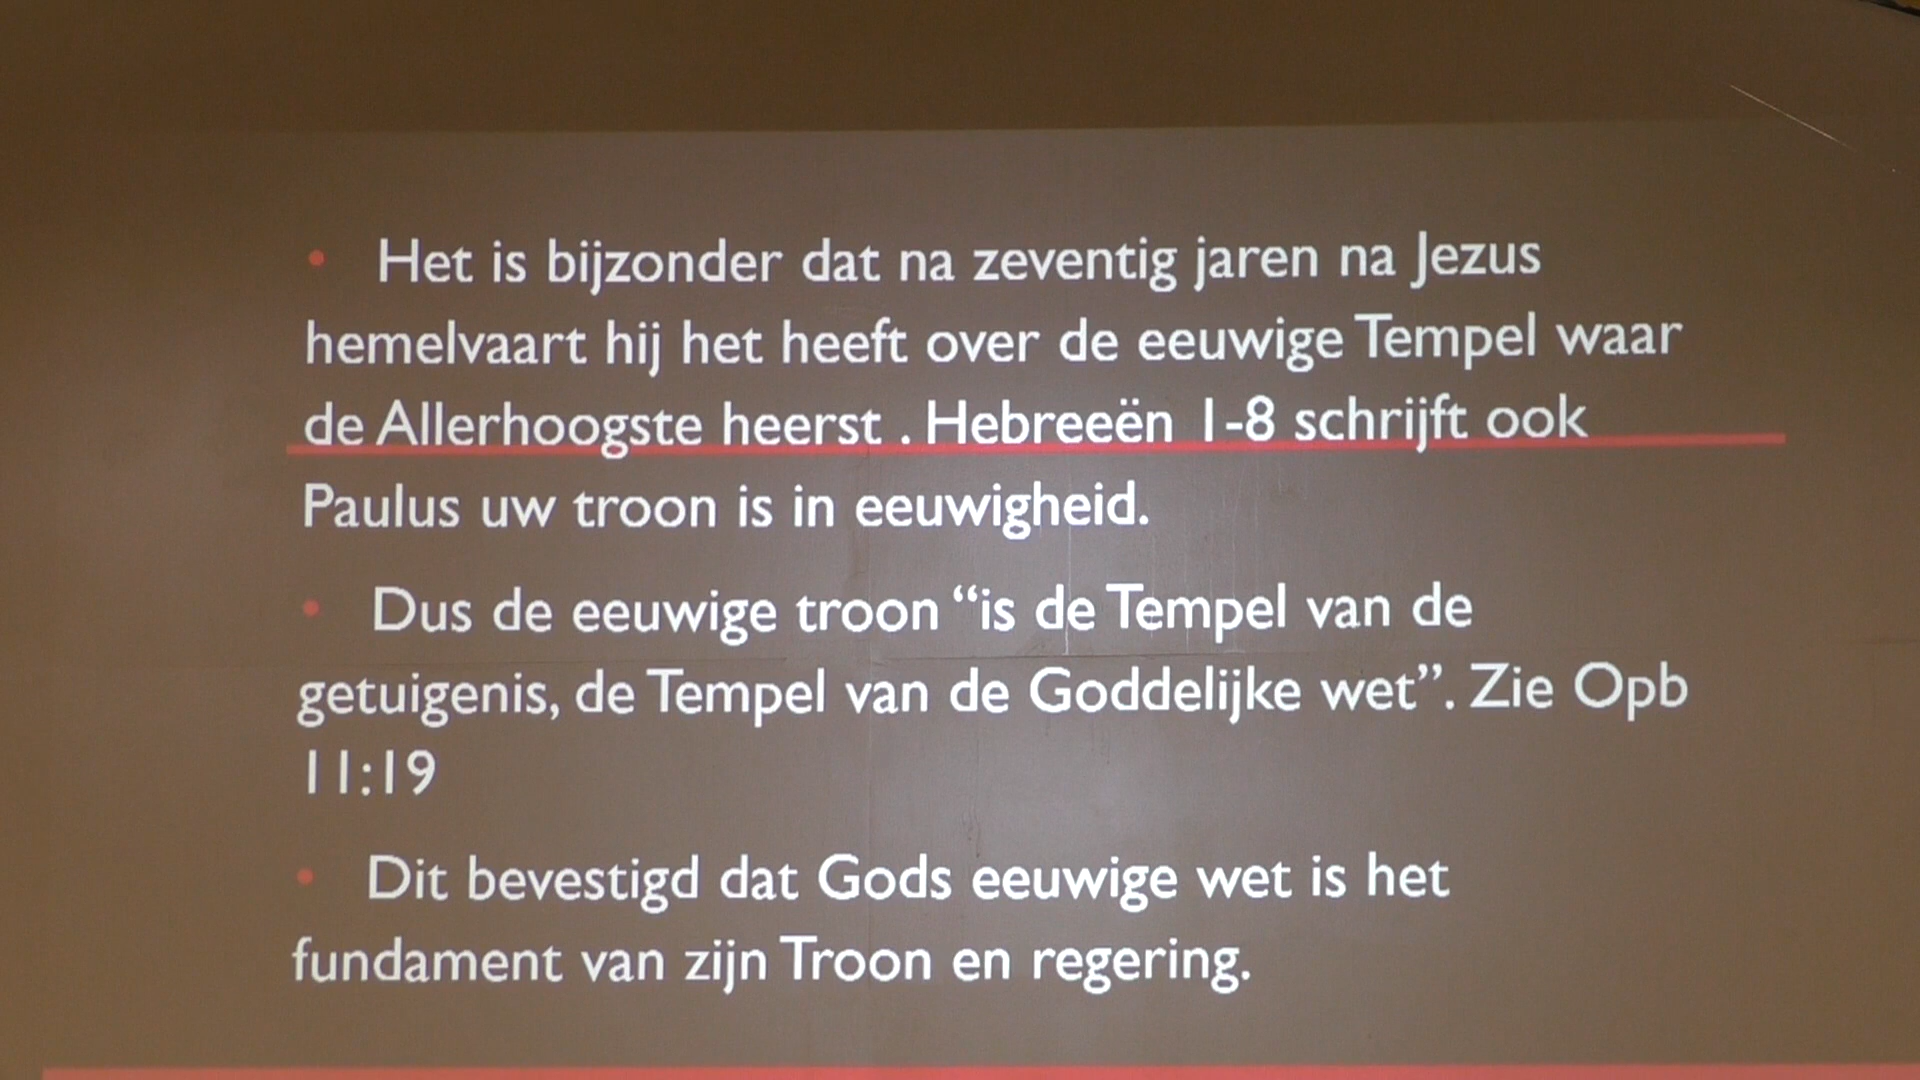 • Het is bijzonder dat na zeventig jaren na Jezus
hemelvaart hij het heeft over de eeuwige Tempel waar
de Allerhoogste heerst . Hebreeën 1-8 schrijft ook
Paulus uw troon is in eeuwigheid.
• Dus de eeuwige troon “is de Tempel van de
getuigenis, de Tempel van de Goddelijke wet”. Zie Opb
11:19
• Dit bevestigd dat Gods eeuwige wet is het
fundament van zijn Troon en regering.